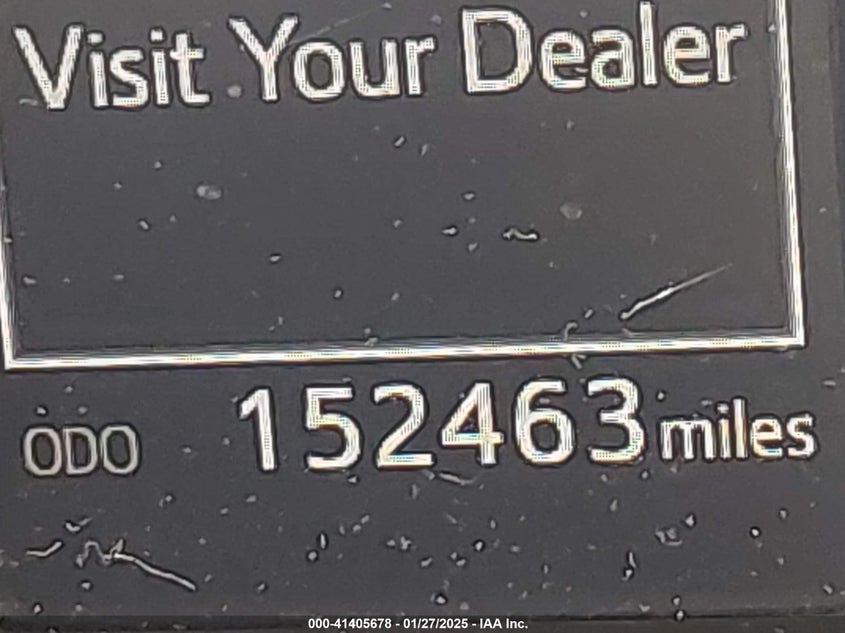 Visit Your Dealer
ODO 152463 miles
000-41405678 - 01/27/2025 - IAA Inc.